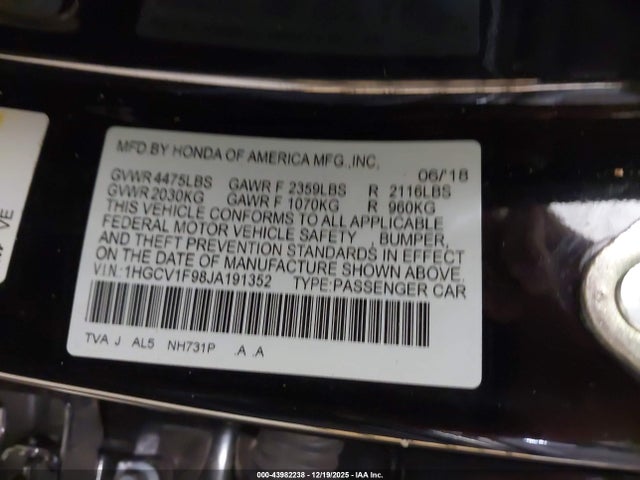 MFD BY HONDA OF AMERICA MFG.,INC. 06/18
GVWR 4475LBS GAWR F 2359LBS R 2116LBS
GVWR 2030KG GAWR F 1070KG R 960KG
THIS VEHICLE CONFORMS TO ALL APPLICABLE
FEDERAL MOTOR VEHICLE SAFETY , BUMPER,
AND THEFT PREVENTION STANDARDS IN EFFECT
ON THE DATE OF MANUFACTURE SHOWN ABOVE.
VIN:1HGCV1F98JA191352 TYPE:PASSENGER CAR
TVA J AL5 NH731P .A .A
VE
000-43982238 - 12/19/2025 - IAA Inc.